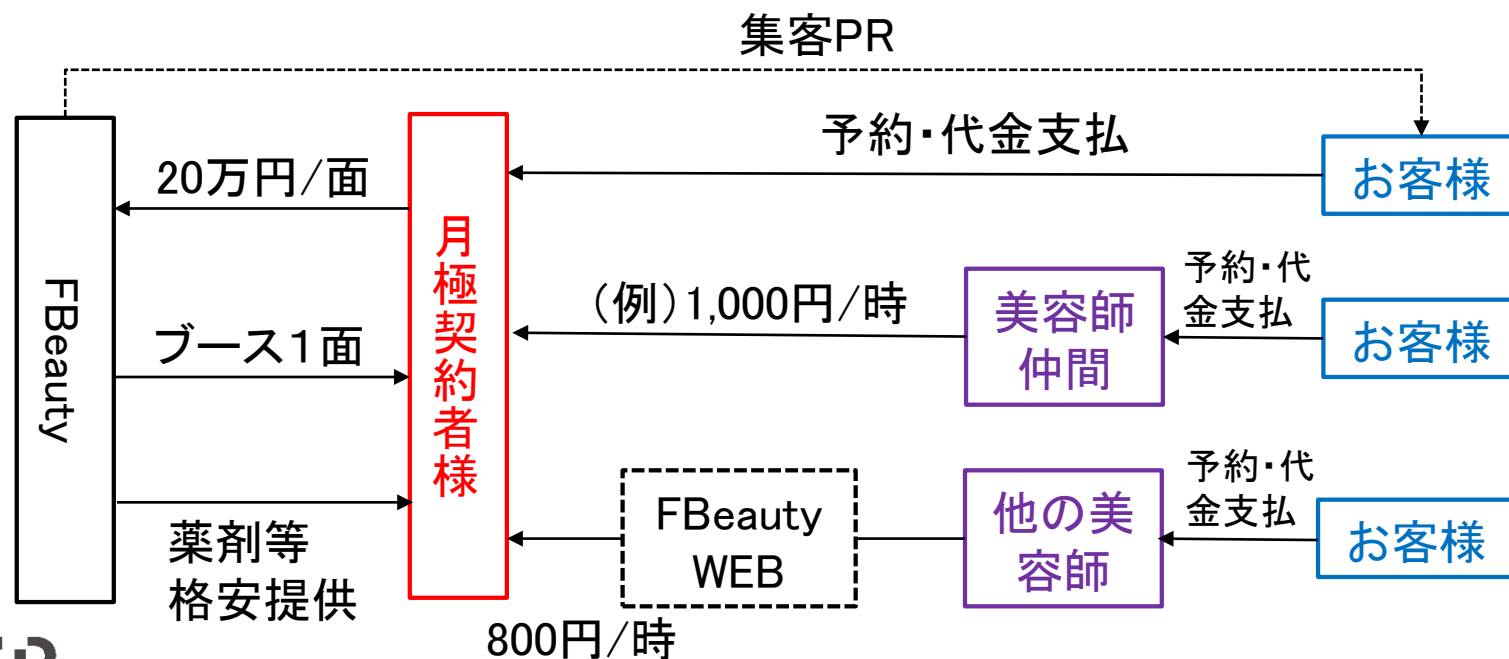 集客PR
予約・代金支払
お客様
20万円/面
月極契約者様
FBeauty
(例)1,000円/時
美容師
仲間
予約・代
金支払
お客様
ブース1面
薬剤等
格安提供
FBeauty
WEB
他の美
容師
予約・代
金支払
お客様
800円/時